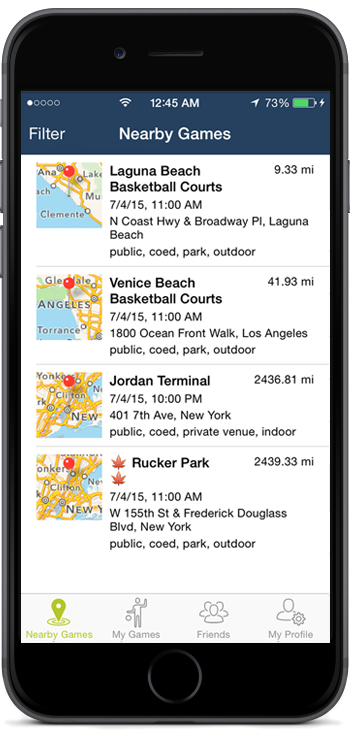 12:45 AM 73%
Filter Nearby Games
Laguna Beach 9.33 mi
Basketball Courts
7/4/15, 11:00 AM
N Coast Hwy & Broadway Pl, Laguna
Beach
public, coed, park, outdoor
Ana Lake
ach Mu
Clemente
Venice Beach 41.93 mi
Basketball Courts
7/4/15, 11:00 AM
1800 Ocean Front Walk, Los Angeles
public, coed, park, outdoor
Glendale
ANGELES
Torrance
Jordan Terminal 2436.81 mi
7/4/15, 10:00 PM
401 7th Ave, New York
public, coed, private venue, indoor
Yonkers
Clifton
NEW
Rucker Park 2439.33 mi
7/4/15, 11:00 AM
W 155th St & Frederick Douglass
Blvd, New York
public, coed, park, outdoor
onkers
Clifton
NEW Y
Nearby Games My Games Friends My Profile